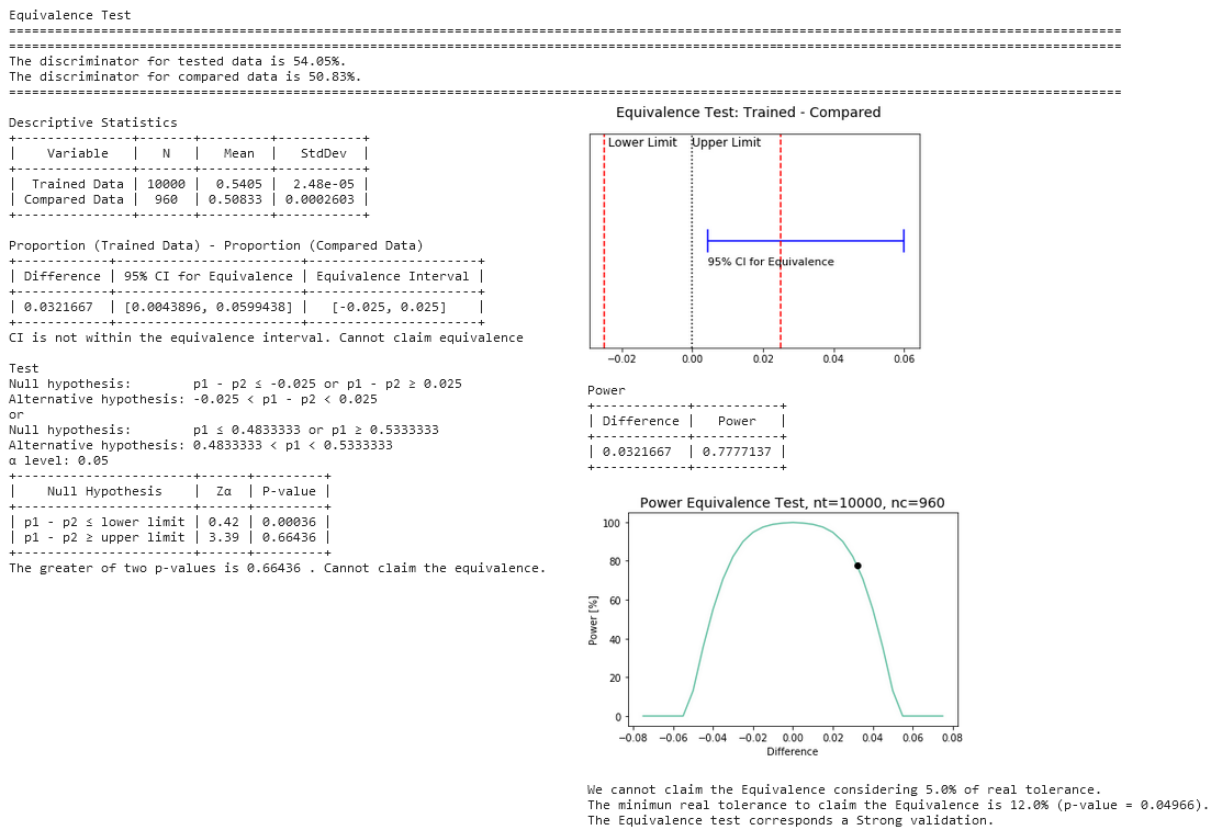 Equivalence Test
================================================================================
================================================================================
The discriminator for tested data is 54.05%.
The discriminator for compared data is 50.83%.
================================================================================
Descriptive Statistics
+---------------+-------+---------+-----------+
| Variable | N | Mean | StdDev |
+---------------+-------+---------+-----------+
| Trained Data | 10000 | 0.5405 | 2.48e-05 |
| Compared Data | 960 | 0.50833 | 0.0002603 |
+---------------+-------+---------+-----------+
Proportion (Trained Data) - Proportion (Compared Data)
+------------+------------------------+----------------------+
| Difference | 95% CI for Equivalence | Equivalence Interval |
+------------+------------------------+----------------------+
| 0.0321667 | [0.0043896, 0.0599438] | [-0.025, 0.025] |
+------------+------------------------+----------------------+
CI is not within the equivalence interval. Cannot claim equivalence
Test
Null hypothesis: p1 - p2 ≤ -0.025 or p1 - p2 ≥ 0.025
Alternative hypothesis: -0.025 < p1 - p2 < 0.025
or
Null hypothesis: p1 ≤ 0.4833333 or p1 ≥ 0.5333333
Alternative hypothesis: 0.4833333 < p1 < 0.5333333
α level: 0.05
+-----------------------+------+---------+
| Null Hypothesis | Zα | P-value |
+-----------------------+------+---------+
| p1 - p2 ≤ lower limit | 0.42 | 0.00036 |
| p1 - p2 ≥ upper limit | 3.39 | 0.66436 |
+-----------------------+------+---------+
The greater of two p-values is 0.66436 . Cannot claim the equivalence.
Equivalence Test: Trained - Compared
Lower Limit Upper Limit
95% CI for Equivalence
−0.02 0.00 0.02 0.04 0.06
Power
+------------+-----------+
| Difference | Power |
+------------+-----------+
| 0.0321667 | 0.7777137 |
+------------+-----------+
Power Equivalence Test, nt=10000, nc=960
100
80
60
40
20
0
Power [%]
−0.08 −0.06 −0.04 −0.02 0.00 0.02 0.04 0.06 0.08
Difference
We cannot claim the Equivalence considering 5.0% of real tolerance.
The minimun real tolerance to claim the Equivalence is 12.0% (p-value = 0.04966).
The Equivalence test corresponds a Strong validation.